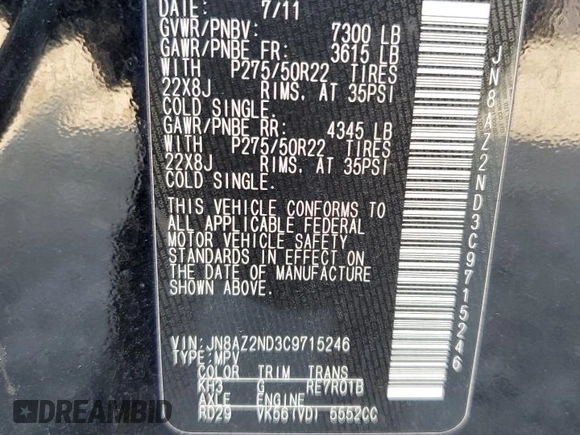 DATE: 7/11
GVWR/PNBV: 7300 LB
GAWR/PNBE FR: 3615 LB
WITH P275/50R22 TIRES
22X8J RIMS. AT 35PSI
COLD SINGLE.
GAWR/PNBE RR: 4345 LB
WITH P275/50R22 TIRES
22X8J RIMS. AT 35PSI
COLD SINGLE.
THIS VEHICLE CONFORMS TO
ALL APPLICABLE FEDERAL
MOTOR VEHICLE SAFETY
STANDARDS IN EFFECT ON
THE DATE OF MANUFACTURE
SHOWN ABOVE.
VIN:JN8AZ2ND3C9715246
TYPE:MPV
COLOR TRIM TRANS
KH3 G RE7R01B
AXLE ENGINE
RD29 VK56(VD) 5552CC
JN8AZ2ND3C9715246
AUTOBIDMASTER